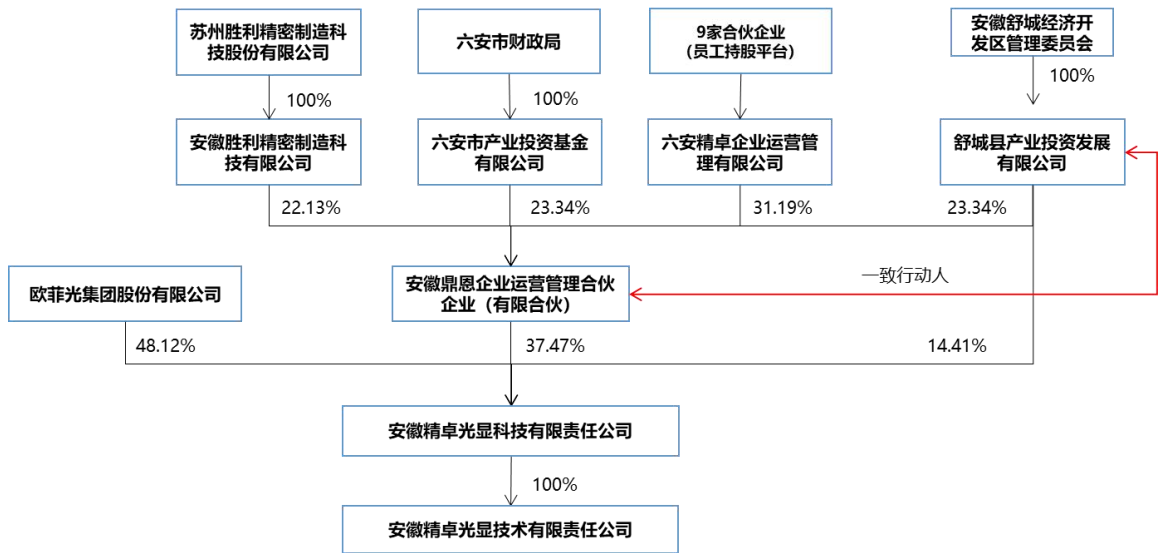 苏州胜利精密制造科
技股份有限公司
六安市财政局
9家合伙企业
（员工持股平台）
安徽舒城经济开
发区管理委员会
100%
100%
100%
安徽胜利精密制造科
技有限公司
六安市产业投资基金
有限公司
六安精卓企业运营管
理有限公司
舒城县产业投资发展
有限公司
22.13%
23.34%
31.19%
23.34%
欧菲光集团股份有限公司
安徽鼎恩企业运营管理合伙
企业（有限合伙）
一致行动人
48.12%
37.47%
14.41%
安徽精卓光显科技有限责任公司
100%
安徽精卓光显技术有限责任公司